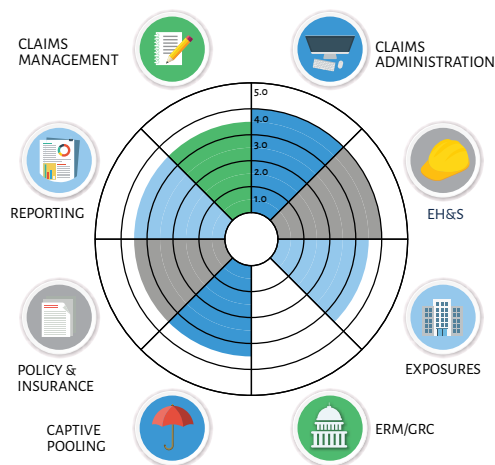 CLAIMS
MANAGEMENT
CLAIMS
ADMINISTRATION
5.0
4.0
3.0
2.0
1.0
REPORTING
EH&S
POLICY &
INSURANCE
EXPOSURES
CAPTIVE
POOLING
ERM/GRC